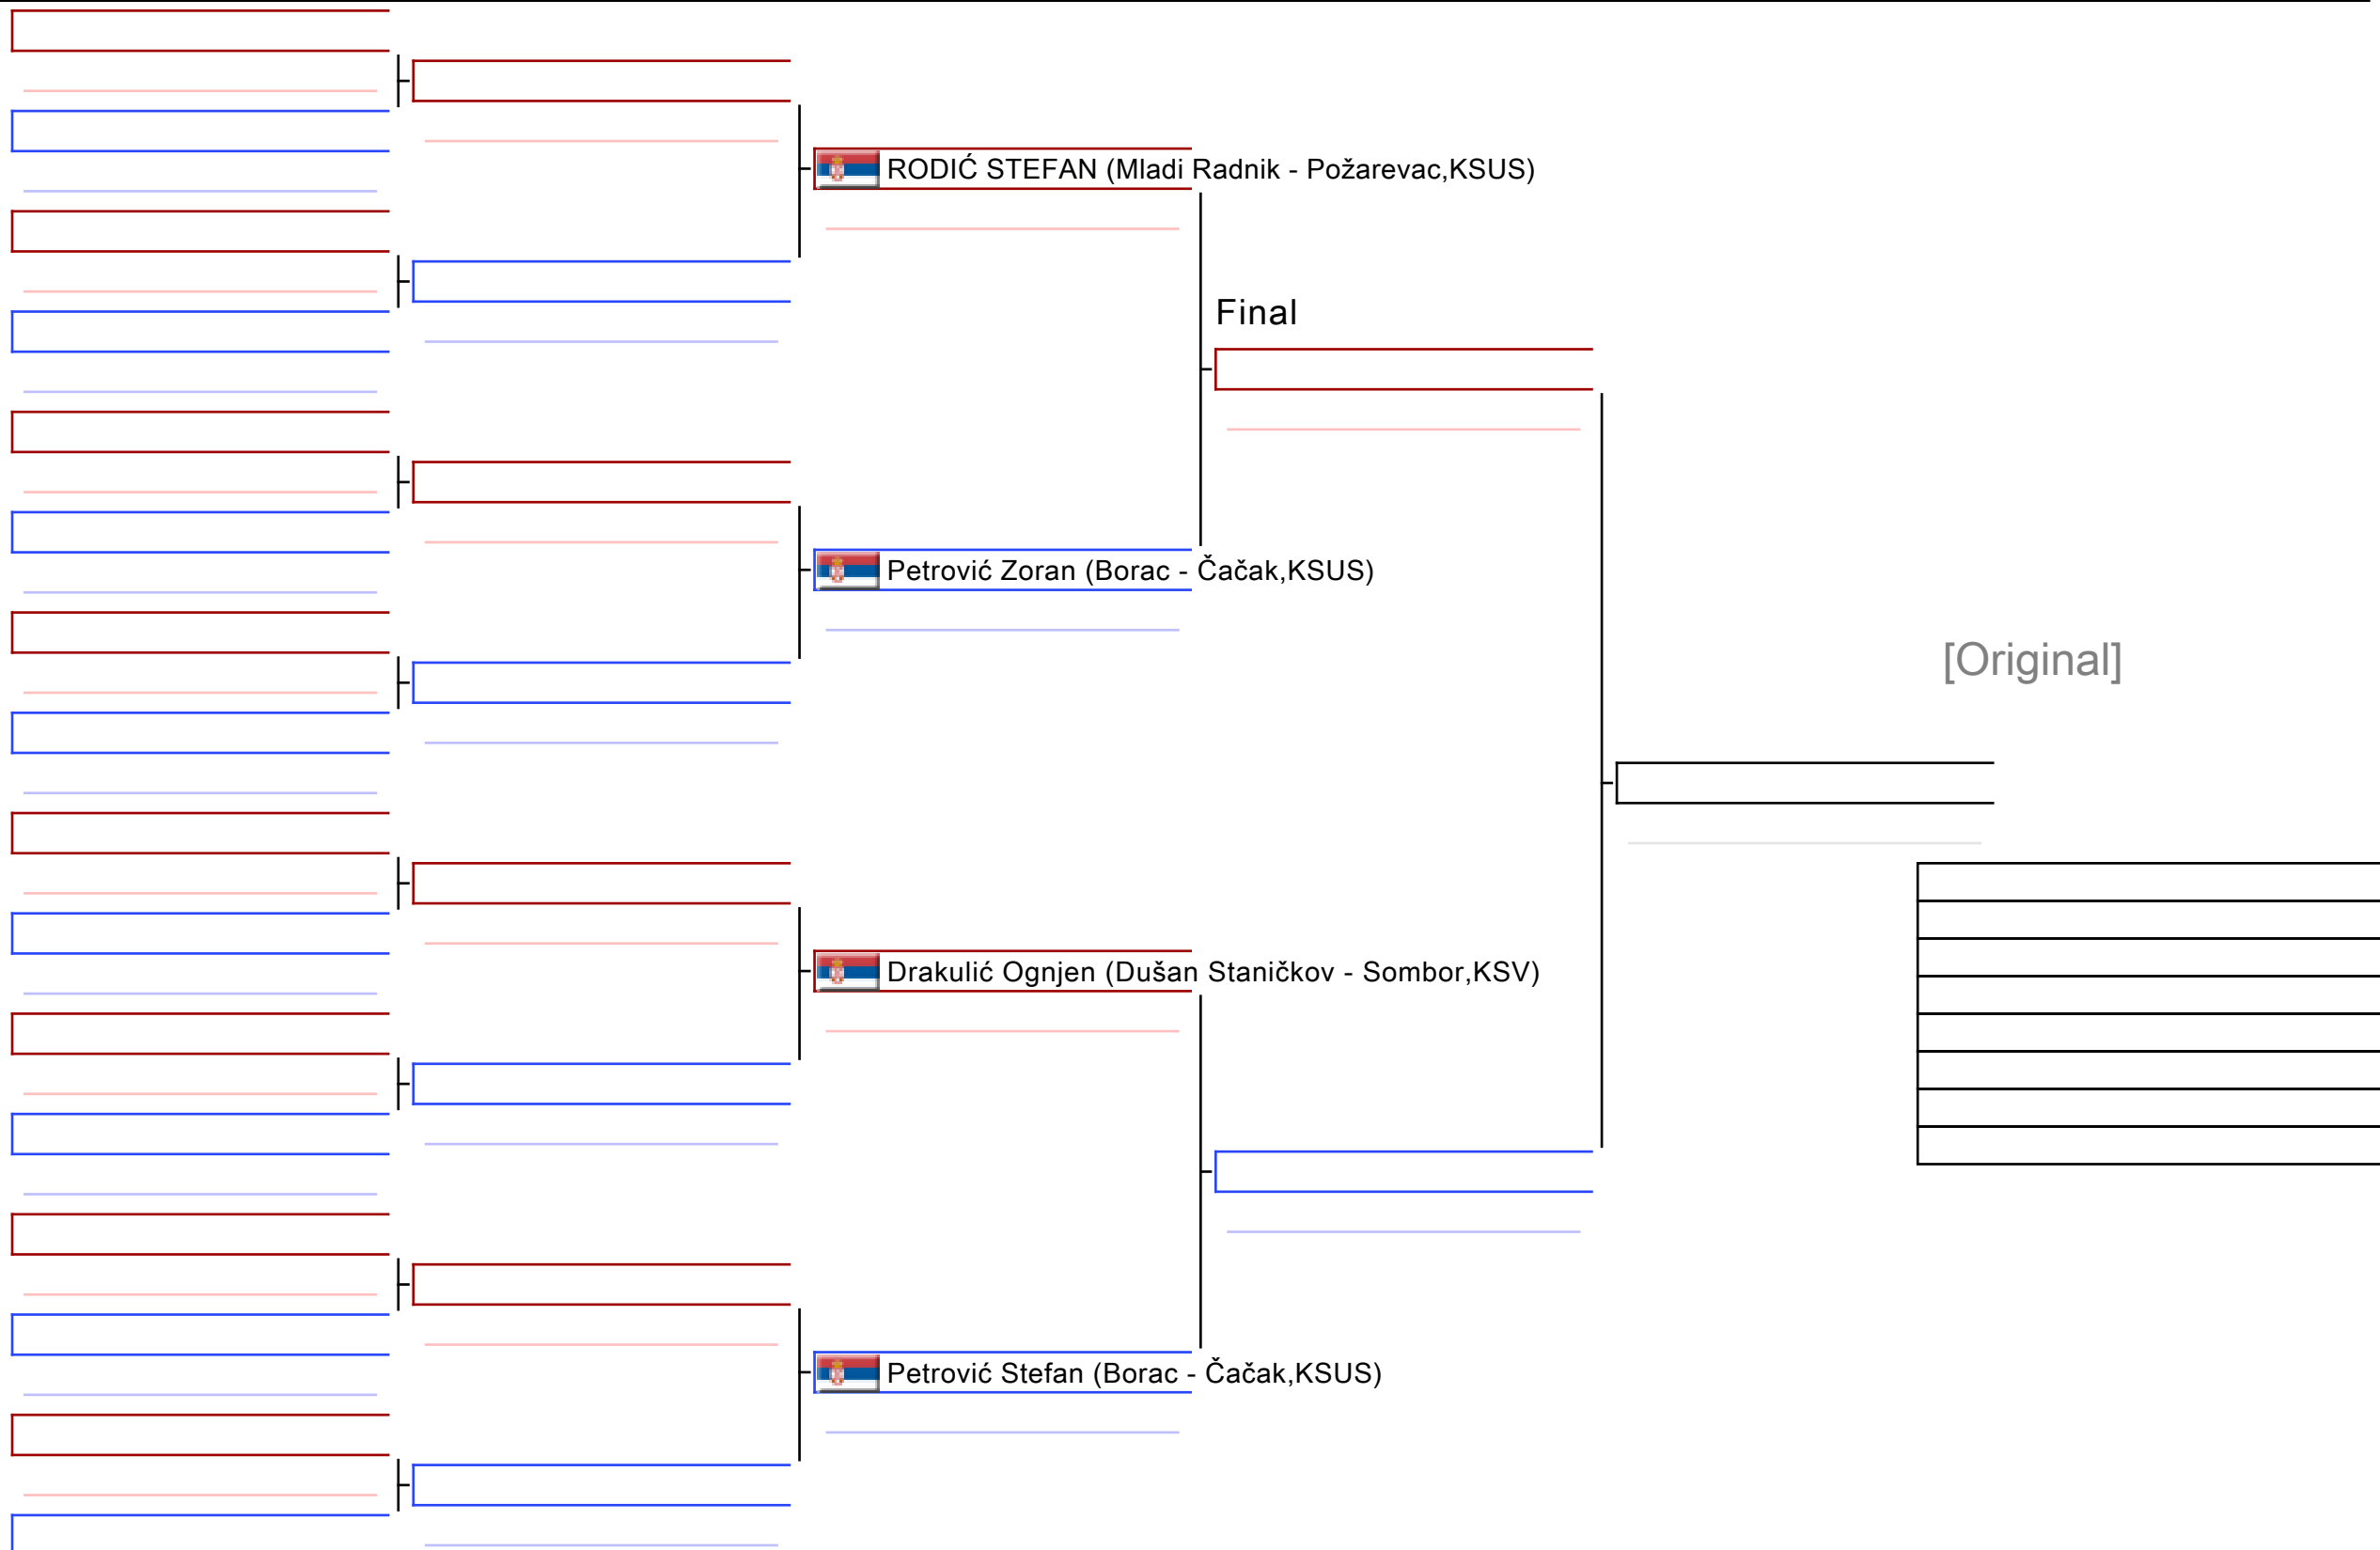 RODIĆ STEFAN (Mladi Radnik - Požarevac,KSUS)
Final
Petrović Zoran (Borac - Čačak,KSUS)
[Original]
Drakulić Ognjen (Dušan Staničkov - Sombor,KSV)
Petrović Stefan (Borac - Čačak,KSUS)